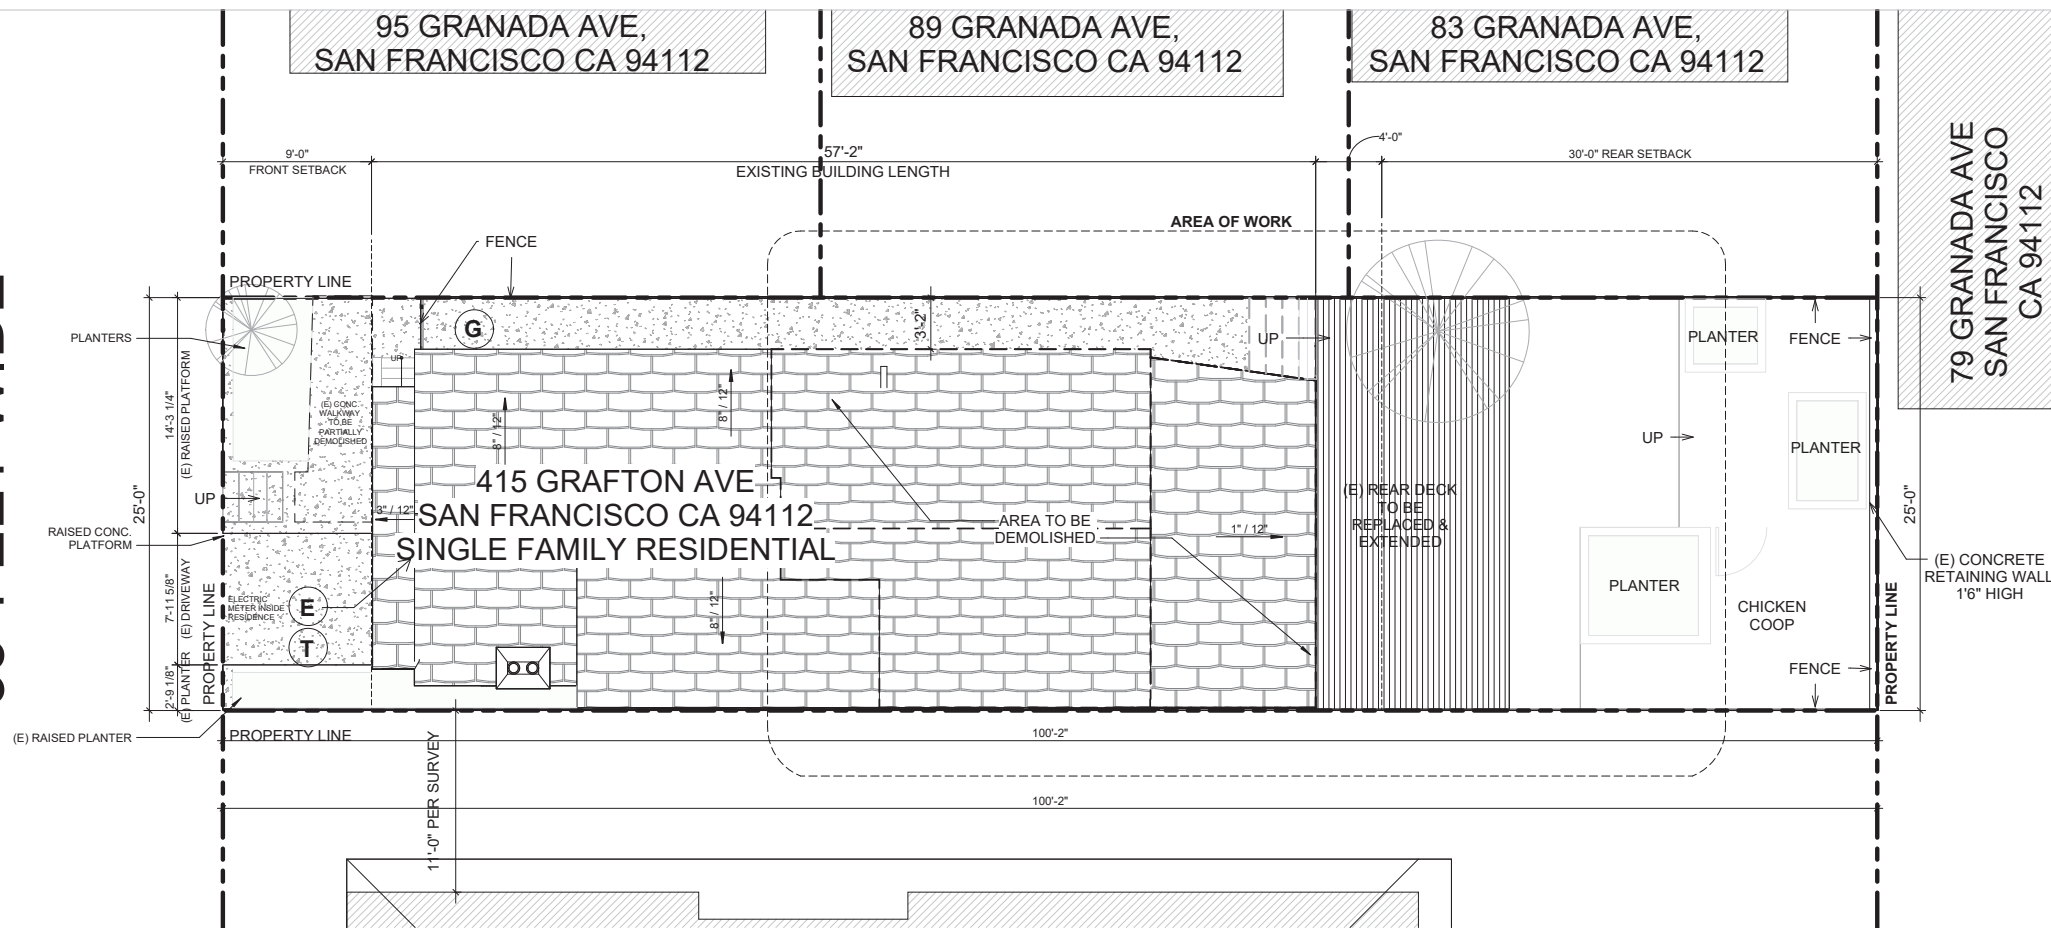 95 GRANADA AVE,
SAN FRANCISCO CA 94112
89 GRANADA AVE,
SAN FRANCISCO CA 94112
83 GRANADA AVE,
SAN FRANCISCO CA 94112
79 GRANADA AVE
SAN FRANCISCO
CA 94112
9'-0"
FRONT SETBACK
57'-2"
EXISTING BUILDING LENGTH
4'-0"
30'-0" REAR SETBACK
AREA OF WORK
FENCE
PROPERTY LINE
PLANTERS
G
3'-2"
UP
UP
PLANTER
FENCE
14'-3 1/4"
(E) RAISED PLATFORM
(E) CONC.
WALKWAY
TO BE
PARTIALLY
DEMOLISHED
8" / 12"
8" / 12"
UP
PLANTER
25'-0"
UP
3" / 12"
415 GRAFTON AVE
SAN FRANCISCO CA 94112
SINGLE FAMILY RESIDENTIAL
AREA TO BE
DEMOLISHED
1" / 12"
(E) REAR DECK
TO BE
REPLACED &
EXTENDED
25'-0"
RAISED CONC.
PLATFORM
7'-11 5/8"
(E) DRIVEWAY
PROPERTY LINE
ELECTRIC
METER INSIDE
RESIDENCE
E
T
8" / 12"
PLANTER
CHICKEN
COOP
(E) CONCRETE
RETAINING WALL
1'6" HIGH
PROPERTY LINE
FENCE
2'-9 1/8"
(E) PLANTER
(E) RAISED PLANTER
PROPERTY LINE
100'-2"
11'-0" PER SURVEY
100'-2"